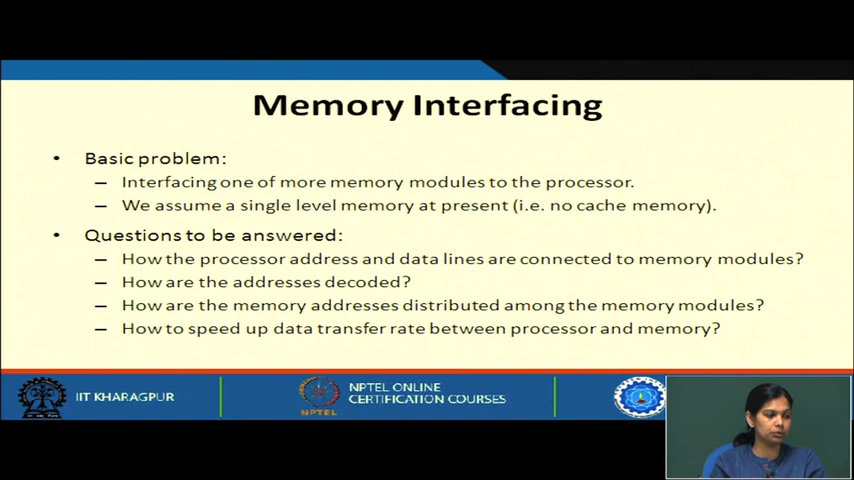 Memory Interfacing
• Basic problem:
– Interfacing one of more memory modules to the processor.
– We assume a single level memory at present (i.e. no cache memory).
• Questions to be answered:
– How the processor address and data lines are connected to memory modules?
– How are the addresses decoded?
– How are the memory addresses distributed among the memory modules?
– How to speed up data transfer rate between processor and memory?
IIT KHARAGPUR
NPTEL
NPTEL ONLINE
CERTIFICATION COURSES